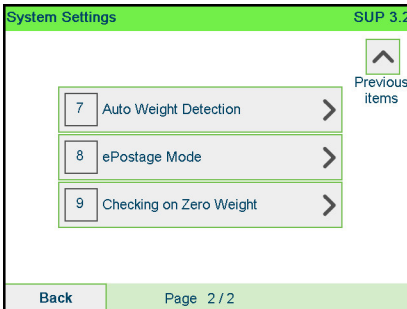 System Settings SUP 3.2
Previous
items
7 Auto Weight Detection
8 ePostage Mode
9 Checking on Zero Weight
Back Page 2/2